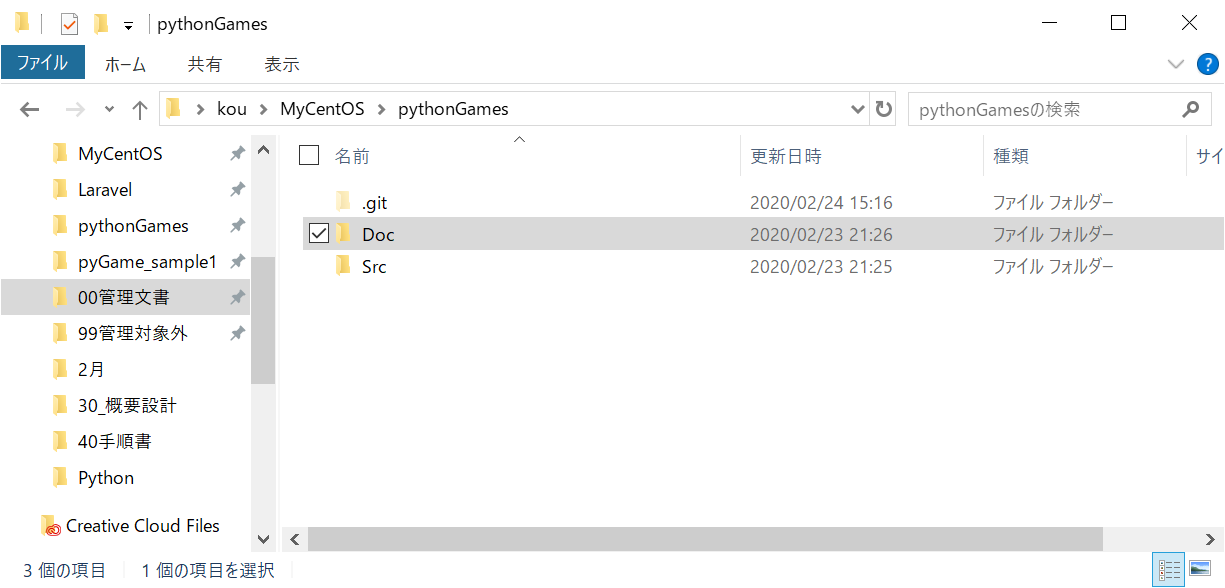 pythonGames
ファイル ホーム 共有 表示
kou MyCentOS pythonGames pythonGamesの検索
名前 更新日時 種類 サイ
MyCentOS
Laravel
pythonGames
pyGame_sample1
00管理文書
99管理対象外
2月
30_概要設計
40手順書
Python
Creative Cloud Files
.git 2020/02/24 15:16 ファイル フォルダー
Doc 2020/02/23 21:26 ファイル フォルダー
Src 2020/02/23 21:25 ファイル フォルダー
3 個の項目 1 個の項目を選択